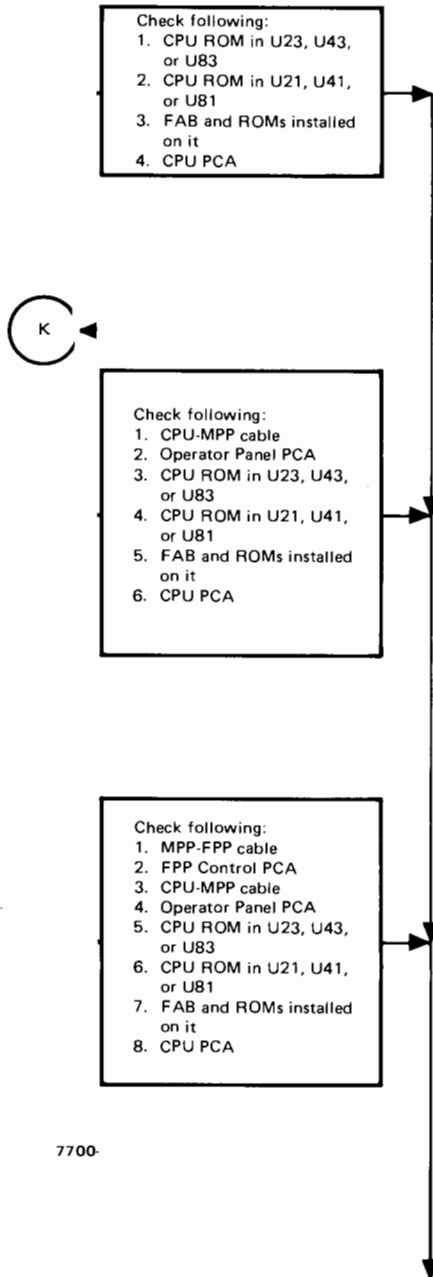 Check following:
1. CPU ROM in U23, U43,
or U83
2. CPU ROM in U21, U41,
or U81
3. FAB and ROMs installed
on it
4. CPU PCA
K
Check following:
1. CPU-MPP cable
2. Operator Panel PCA
3. CPU ROM in U23, U43,
or U83
4. CPU ROM in U21, U41,
or U81
5. FAB and ROMs installed
on it
6. CPU PCA
Check following:
1. MPP-FPP cable
2. FPP Control PCA
3. CPU-MPP cable
4. Operator Panel PCA
5. CPU ROM in U23, U43,
or U83
6. CPU ROM in U21, U41,
or U81
7. FAB and ROMs installed
on it
8. CPU PCA
7700-